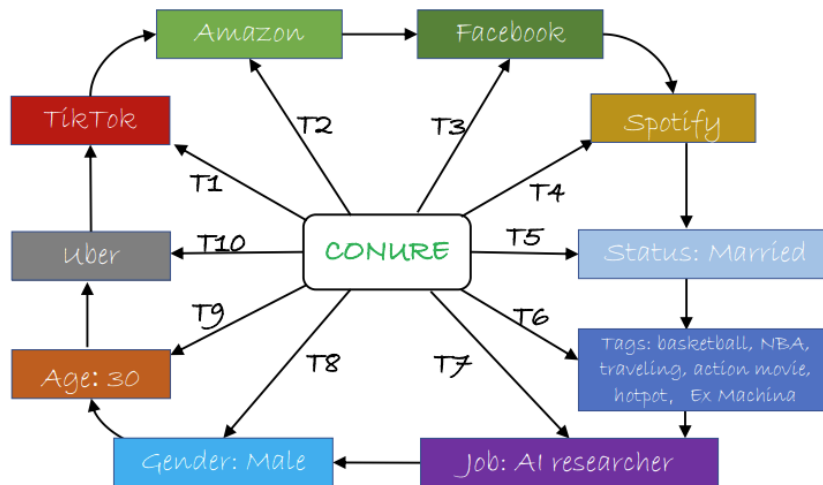 Amazon
Facebook
TikTok
Spotify
T2
T3
T1
T4
Uber
T10
CONURE
T5
Status: Married
T9
T6
T8
T7
Age: 30
Tags: basketball, NBA,
traveling, action movie,
hotpot, Ex Machina
Gender: Male
Job: AI researcher